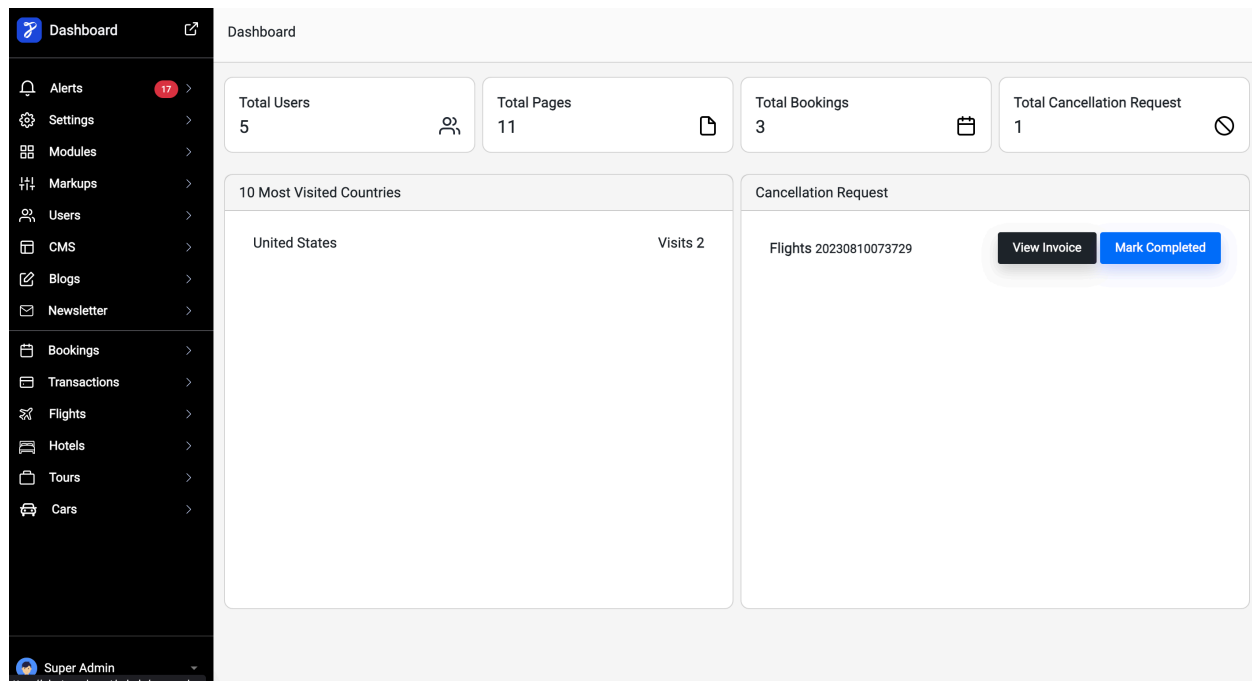 Dashboard
Alerts 17
Settings
Modules
Markups
Users
CMS
Blogs
Newsletter
Bookings
Transactions
Flights
Hotels
Tours
Cars
Super Admin
Dashboard
Total Users
5
Total Pages
11
Total Bookings
3
Total Cancellation Request
1
10 Most Visited Countries
United States Visits 2
Cancellation Request
Flights 20230810073729 View Invoice Mark Completed